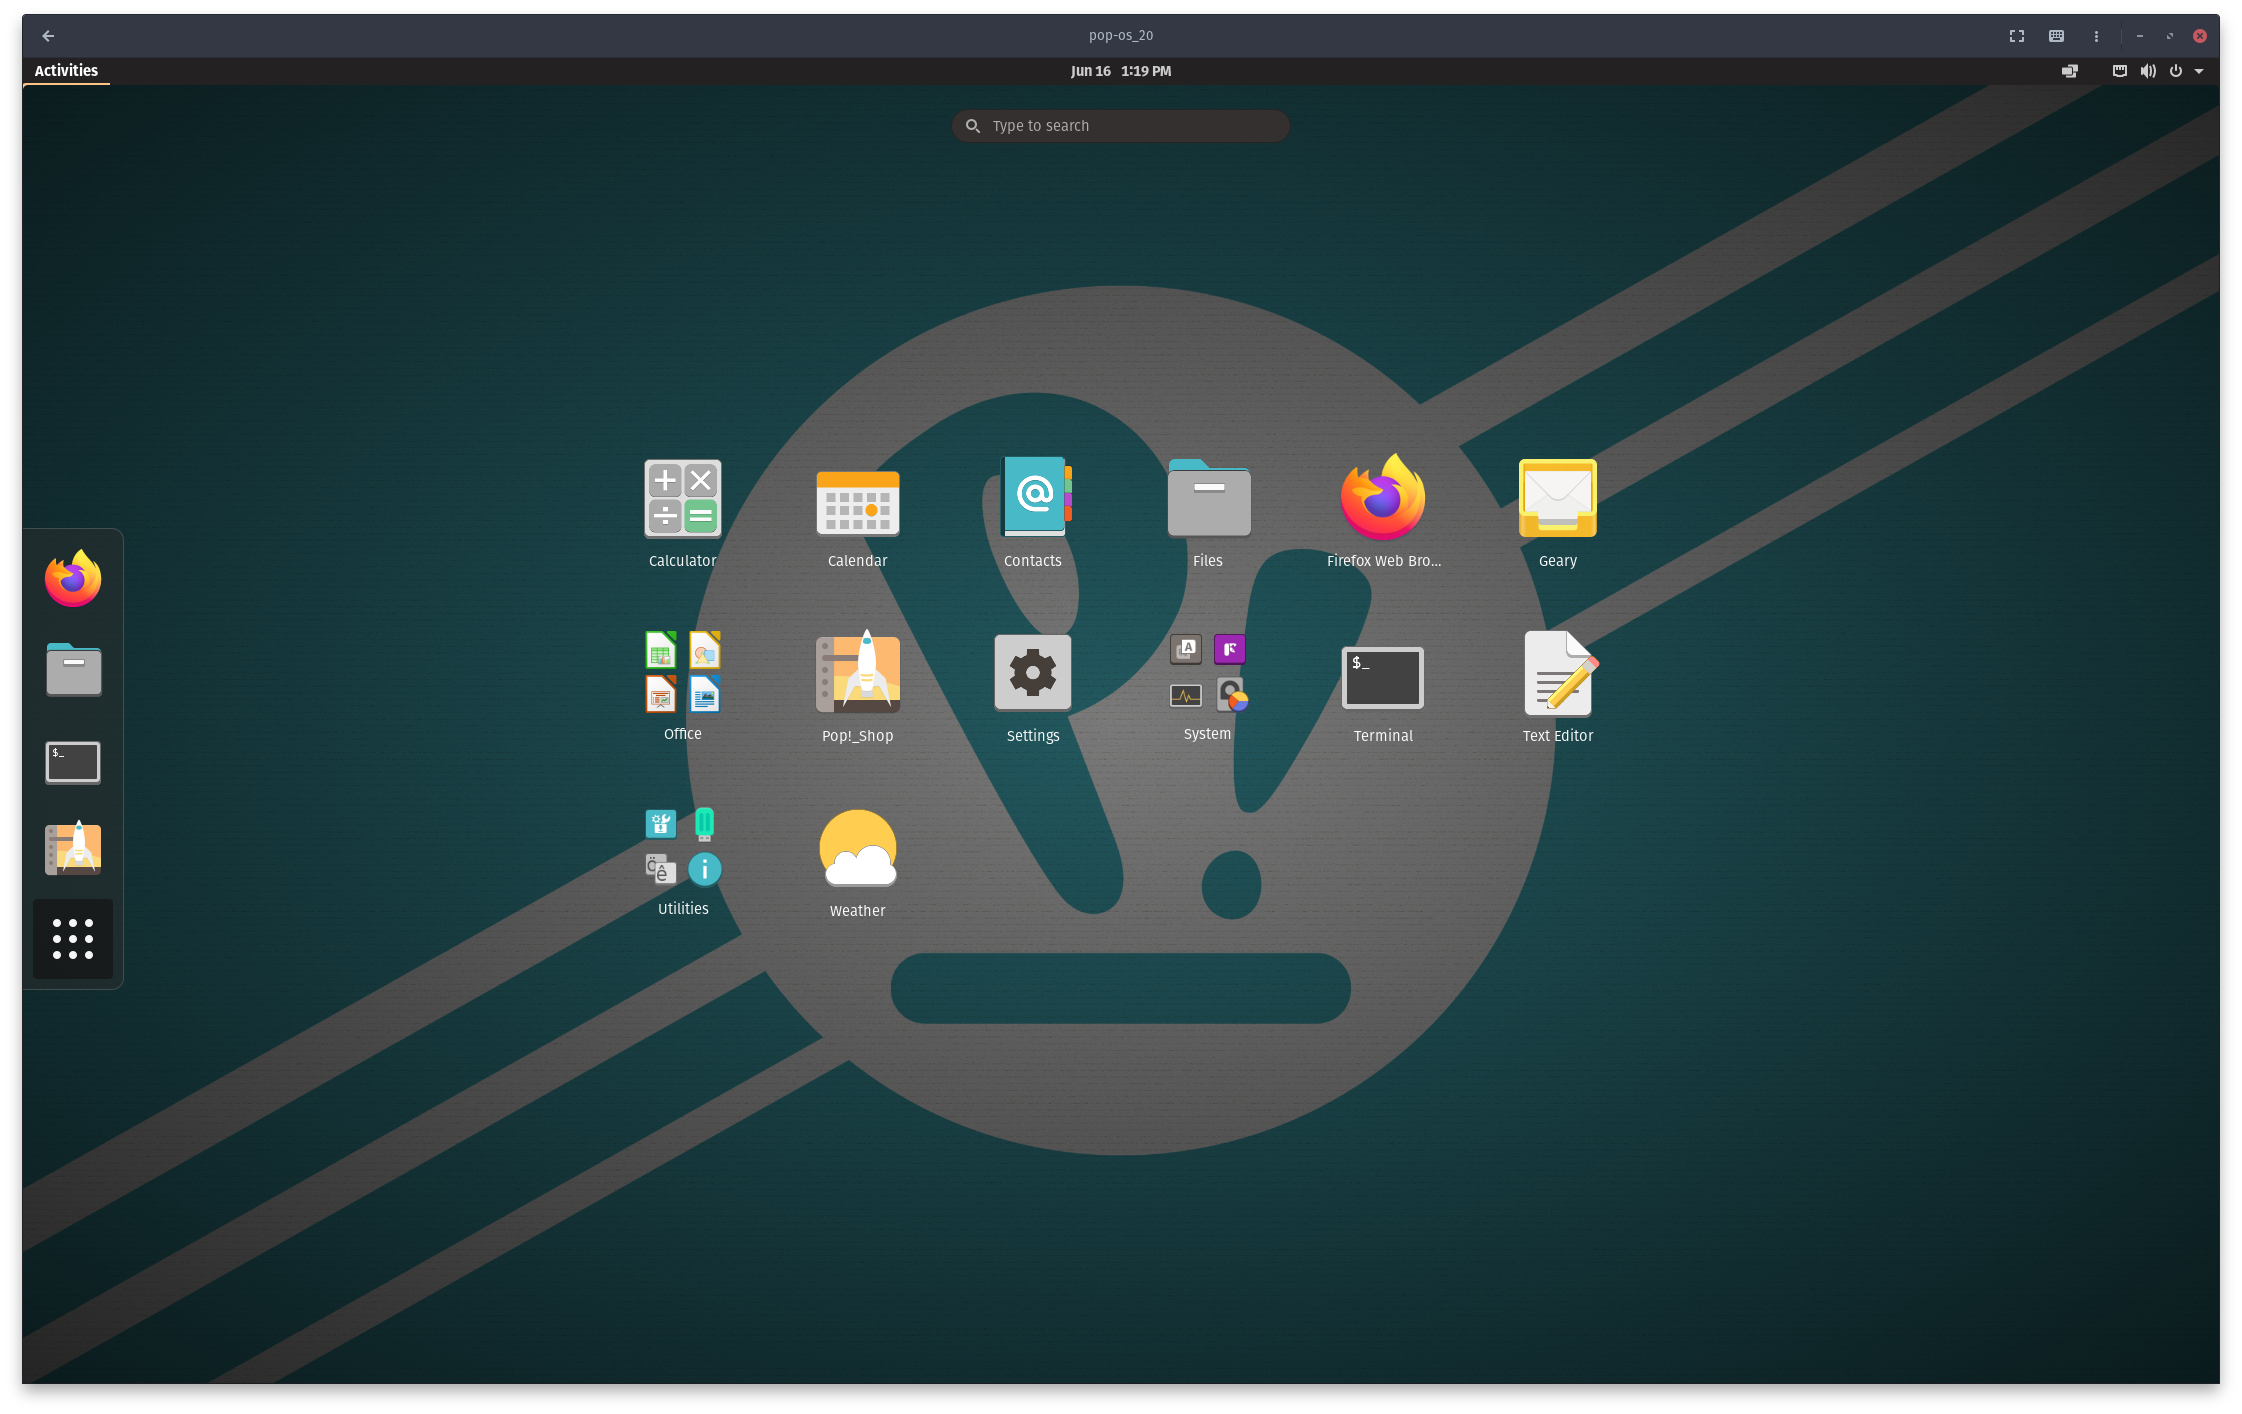 pop-os_20
Activities
Jun 16 1:19 PM
Type to search
Calculator
Calendar
Contacts
Files
Firefox Web Bro...
Geary
$_
$_
Office
Pop!_Shop
Settings
System
Terminal
Text Editor
Utilities
Weather